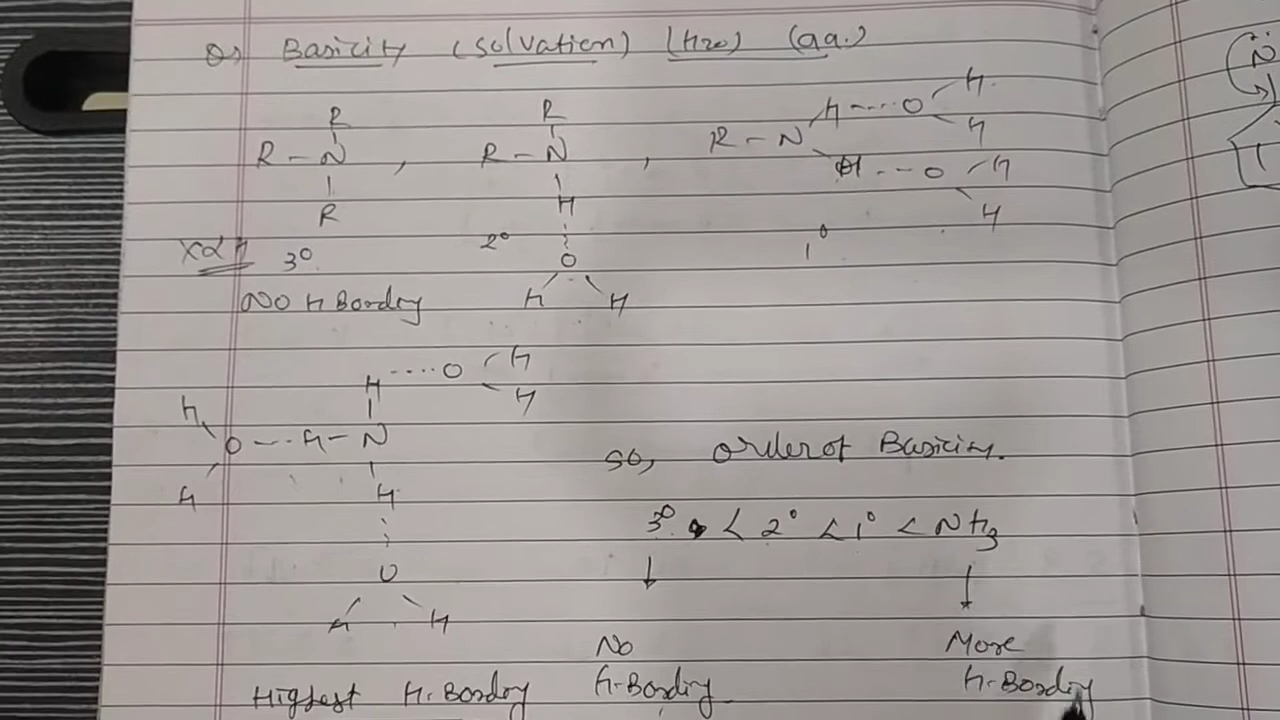 Q) Basicity (solvation) (H2O) (aq.)
R
R – N ,
R
3°
NO H Bonding
R
R – N ,
H
O
H H
2°
R – N
H ---- O H
H
H --- O H
H
1°
H ---- O H
H
H
O --- H – N
H
H
O
H H
Highest H-Bonding
so, order of Basicity.
3° < 2° < 1° < NH3
No
H-Bonding
More
H-Bonding
N